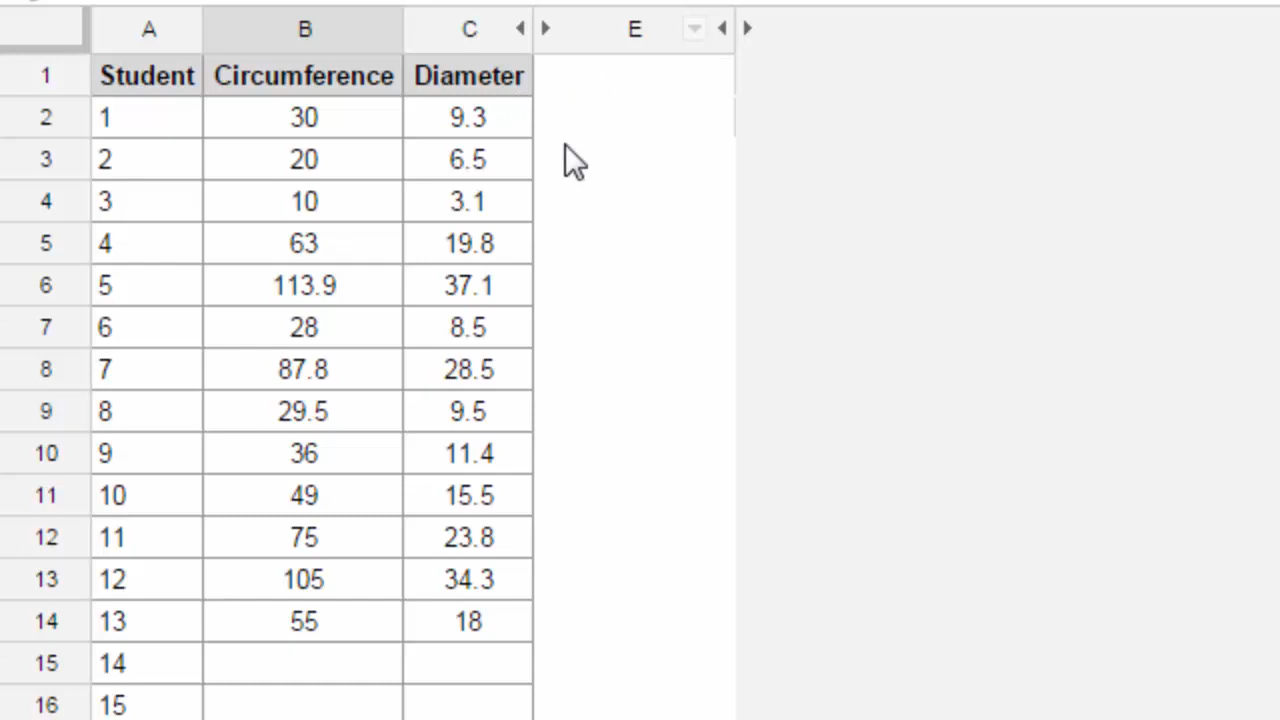 A B C E
1 Student Circumference Diameter
2 1 30 9.3
3 2 20 6.5
4 3 10 3.1
5 4 63 19.8
6 5 113.9 37.1
7 6 28 8.5
8 7 87.8 28.5
9 8 29.5 9.5
10 9 36 11.4
11 10 49 15.5
12 11 75 23.8
13 12 105 34.3
14 13 55 18
15 14
16 15